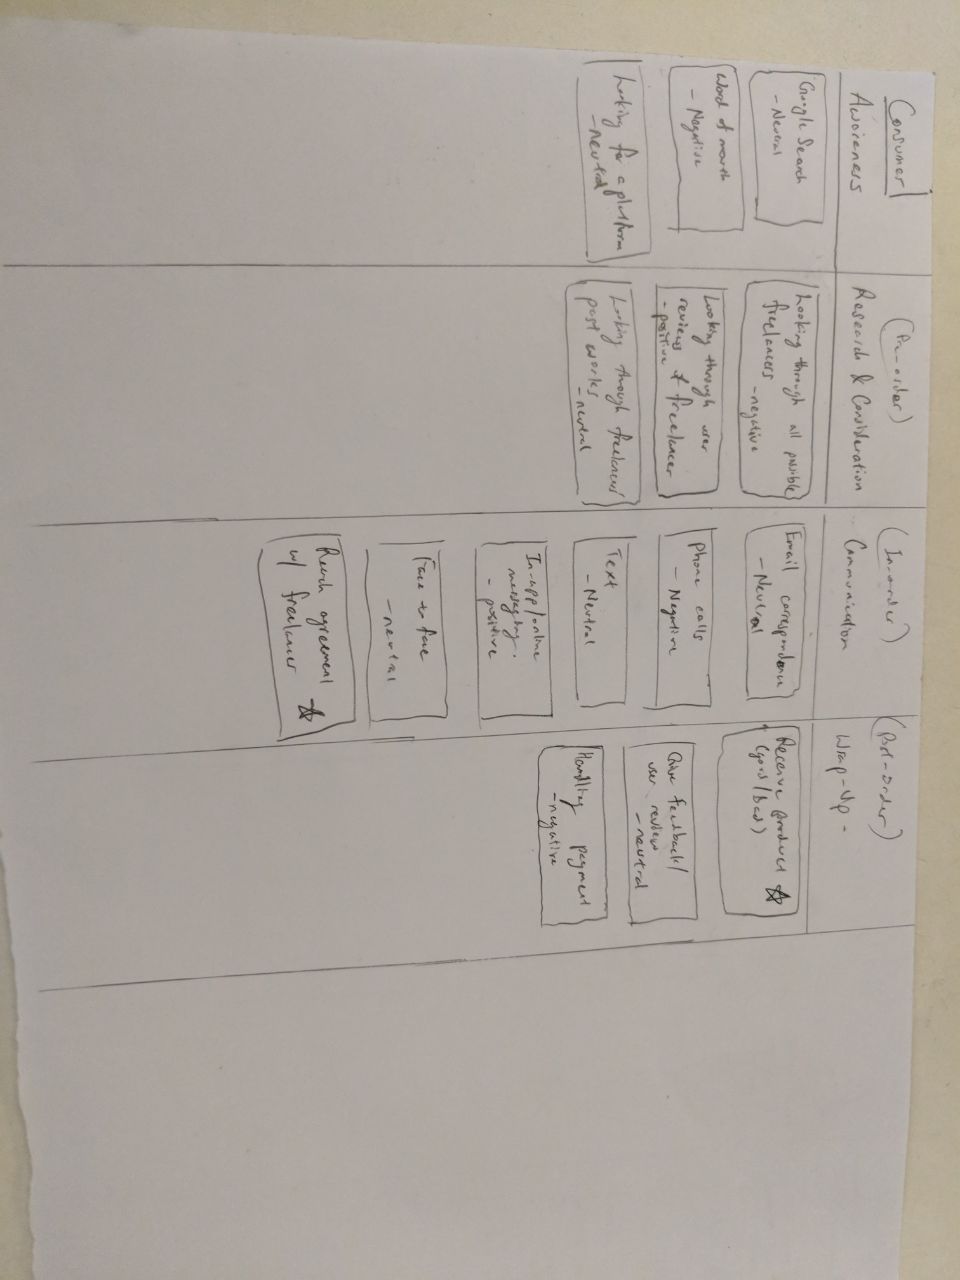 Consumer
Awareness
Google Search
- Neutral
Word of mouth
- Negative
Looking for a platform
- neutral
(Pre-order)
Research & Consideration
Looking through all possible
freelancers
- negative
Looking through user
reviews of freelancer
- positive
Looking through freelancers'
past works
- neutral
(In-order)
Communication
Email correspondence
- Neutral
Phone calls
- Negative
Text
- Neutral
In-app/online
messaging.
- positive
Face to face
- neutral
Reach agreement
w/ freelancer
(Post-Order)
Wrap-Up -
Receive product
(good/bad)
Give feedback/
user review
- neutral
Handling payment
- negative